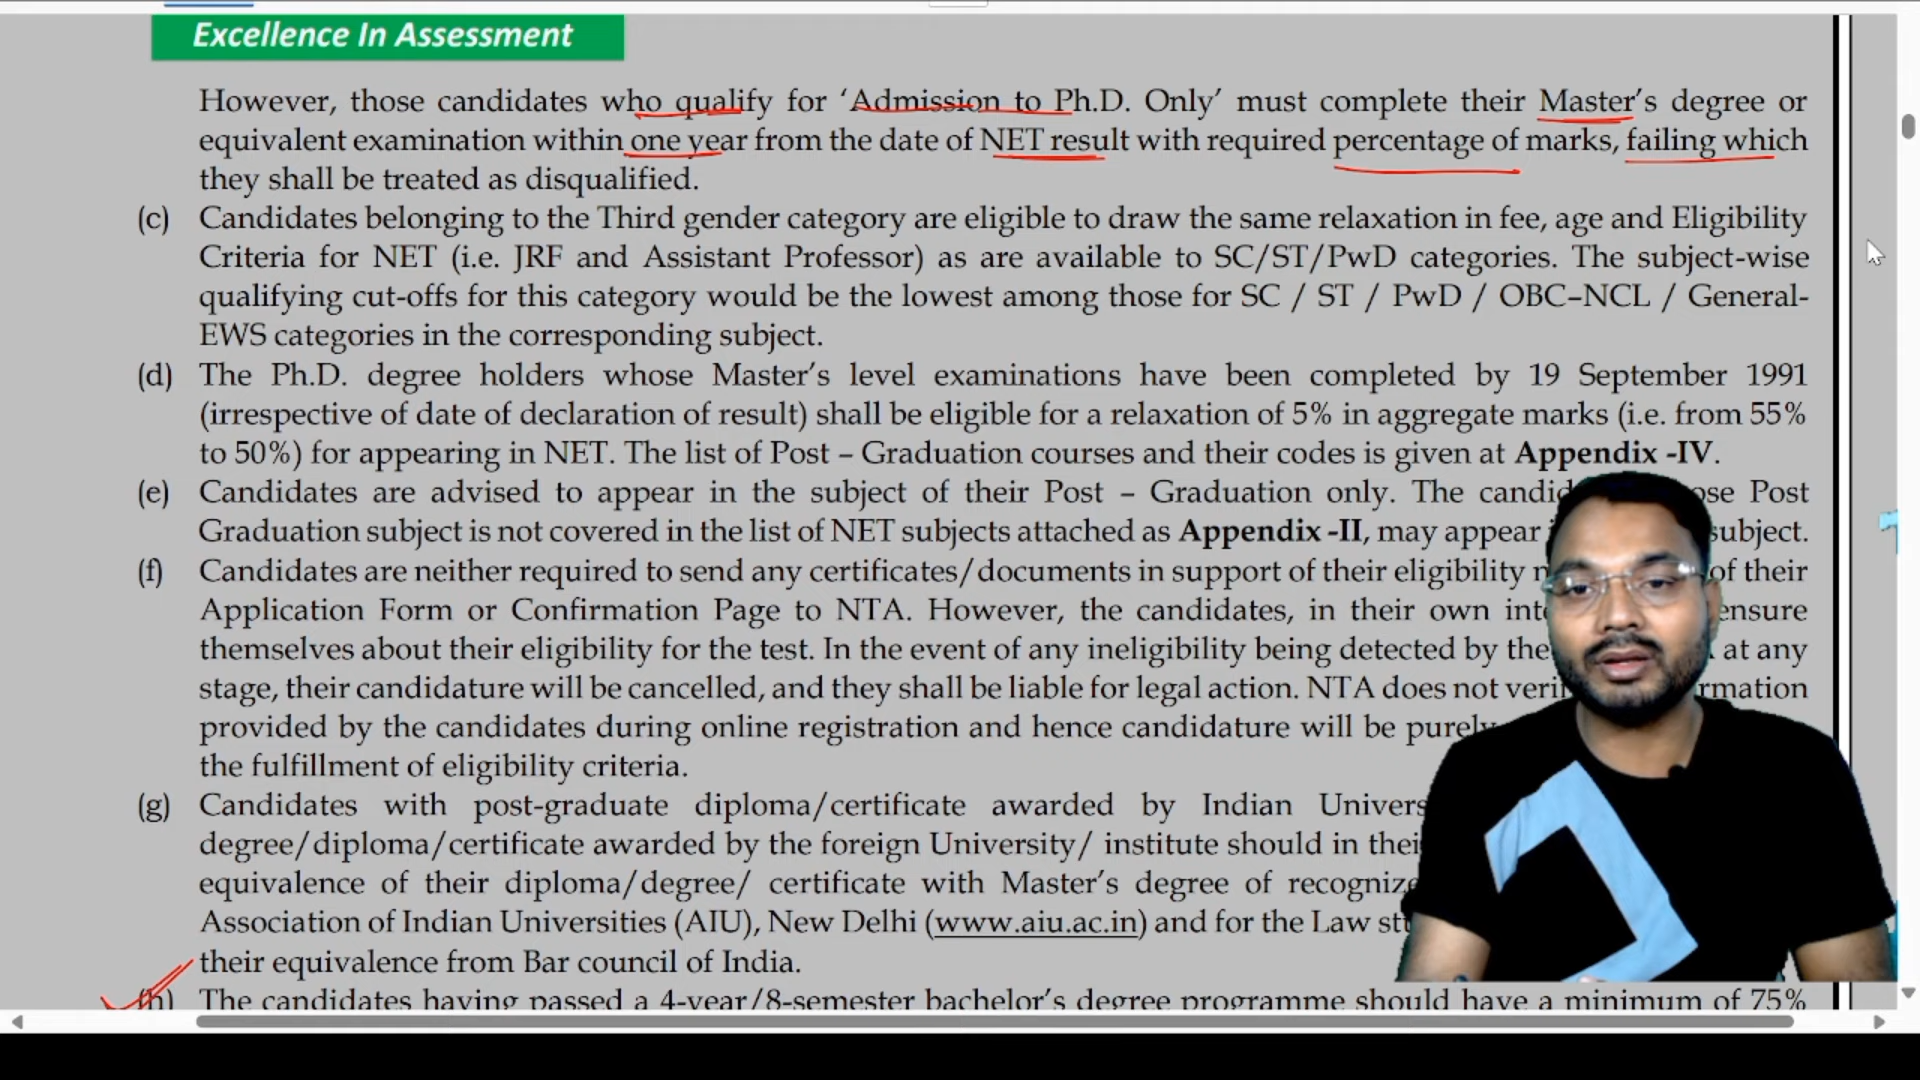 Excellence In Assessment
However, those candidates who qualify for ‘Admission to Ph.D. Only’ must complete their Master’s degree or
equivalent examination within one year from the date of NET result with required percentage of marks, failing which
they shall be treated as disqualified.
(c) Candidates belonging to the Third gender category are eligible to draw the same relaxation in fee, age and Eligibility
Criteria for NET (i.e. JRF and Assistant Professor) as are available to SC/ST/PwD categories. The subject-wise
qualifying cut-offs for this category would be the lowest among those for SC / ST / PwD / OBC–NCL / General-
EWS categories in the corresponding subject.
(d) The Ph.D. degree holders whose Master’s level examinations have been completed by 19 September 1991
(irrespective of date of declaration of result) shall be eligible for a relaxation of 5% in aggregate marks (i.e. from 55%
to 50%) for appearing in NET. The list of Post – Graduation courses and their codes is given at Appendix -IV.
(e) Candidates are advised to appear in the subject of their Post – Graduation only. The Post
Graduation subject is not covered in the list of NET subjects attached as Appendix -II, may appear subject.
(f) Candidates are neither required to send any certificates/documents in support of their eligibility of their
Application Form or Confirmation Page to NTA. However, the candidates, in their own ensure
themselves about their eligibility for the test. In the event of any ineligibility being detected by the at any
stage, their candidature will be cancelled, and they shall be liable for legal action. NTA does not
provided by the candidates during online registration and hence candidature will be purely
the fulfillment of eligibility criteria.
(g) Candidates with post-graduate diploma/certificate awarded by Indian
degree/diploma/certificate awarded by the foreign University/ institute should in
equivalence of their diploma/degree/ certificate with Master’s degree of
Association of Indian Universities (AIU), New Delhi (www.aiu.ac.in) and for the Law
their equivalence from Bar council of India.
(h) The candidates having passed a 4-year/8-semester bachelor’s degree programme should have a minimum of 75%